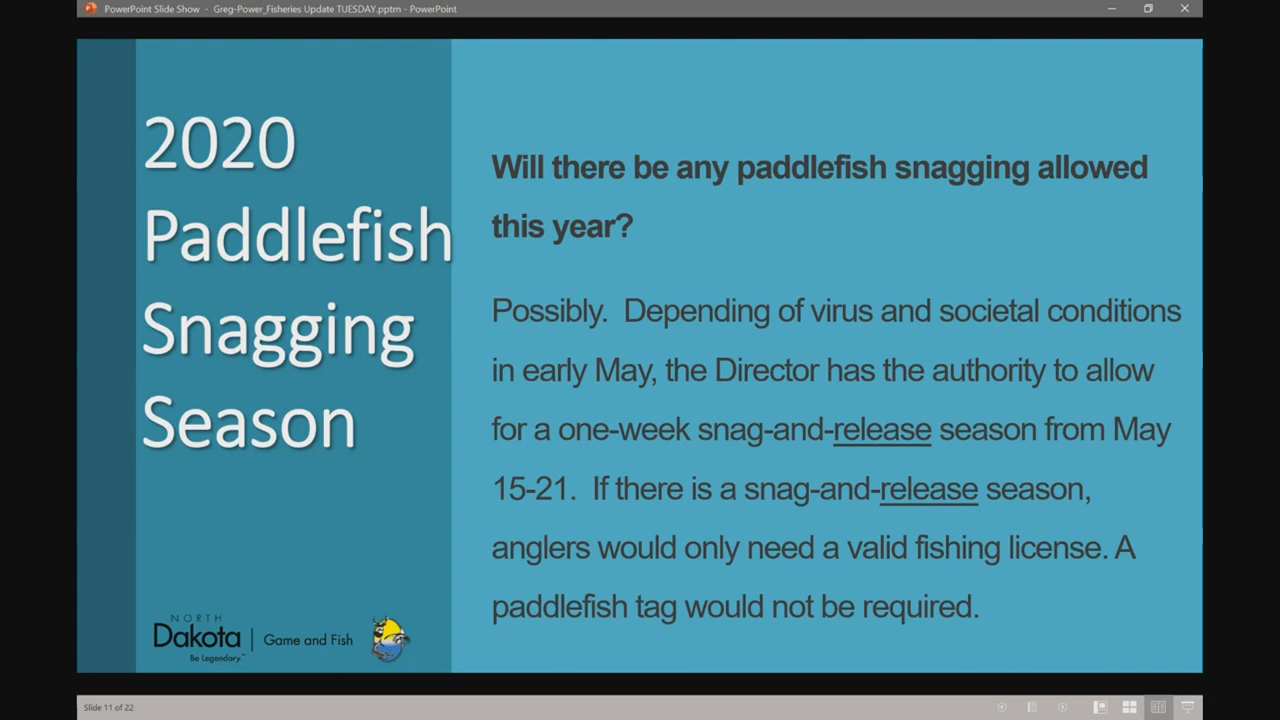 PowerPoint Slide Show - Greg-Power_Fisheries Update TUESDAY.pptm - PowerPoint
2020
Paddlefish
Snagging
Season
Will there be any paddlefish snagging allowed
this year?
Possibly. Depending of virus and societal conditions
in early May, the Director has the authority to allow
for a one-week snag-and-release season from May
15-21. If there is a snag-and-release season,
anglers would only need a valid fishing license. A
paddlefish tag would not be required.
NORTH
Dakota | Game and Fish
Be Legendary.™
Slide 11 of 22